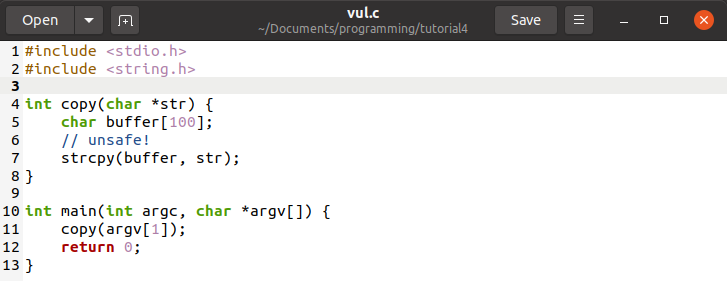 Open
vul.c
~/Documents/programming/tutorial4
Save
1 #include <stdio.h>
2 #include <string.h>
3
4 int copy(char *str) {
5     char buffer[100];
6     // unsafe!
7     strcpy(buffer, str);
8 }
9
10 int main(int argc, char *argv[]) {
11     copy(argv[1]);
12     return 0;
13 }